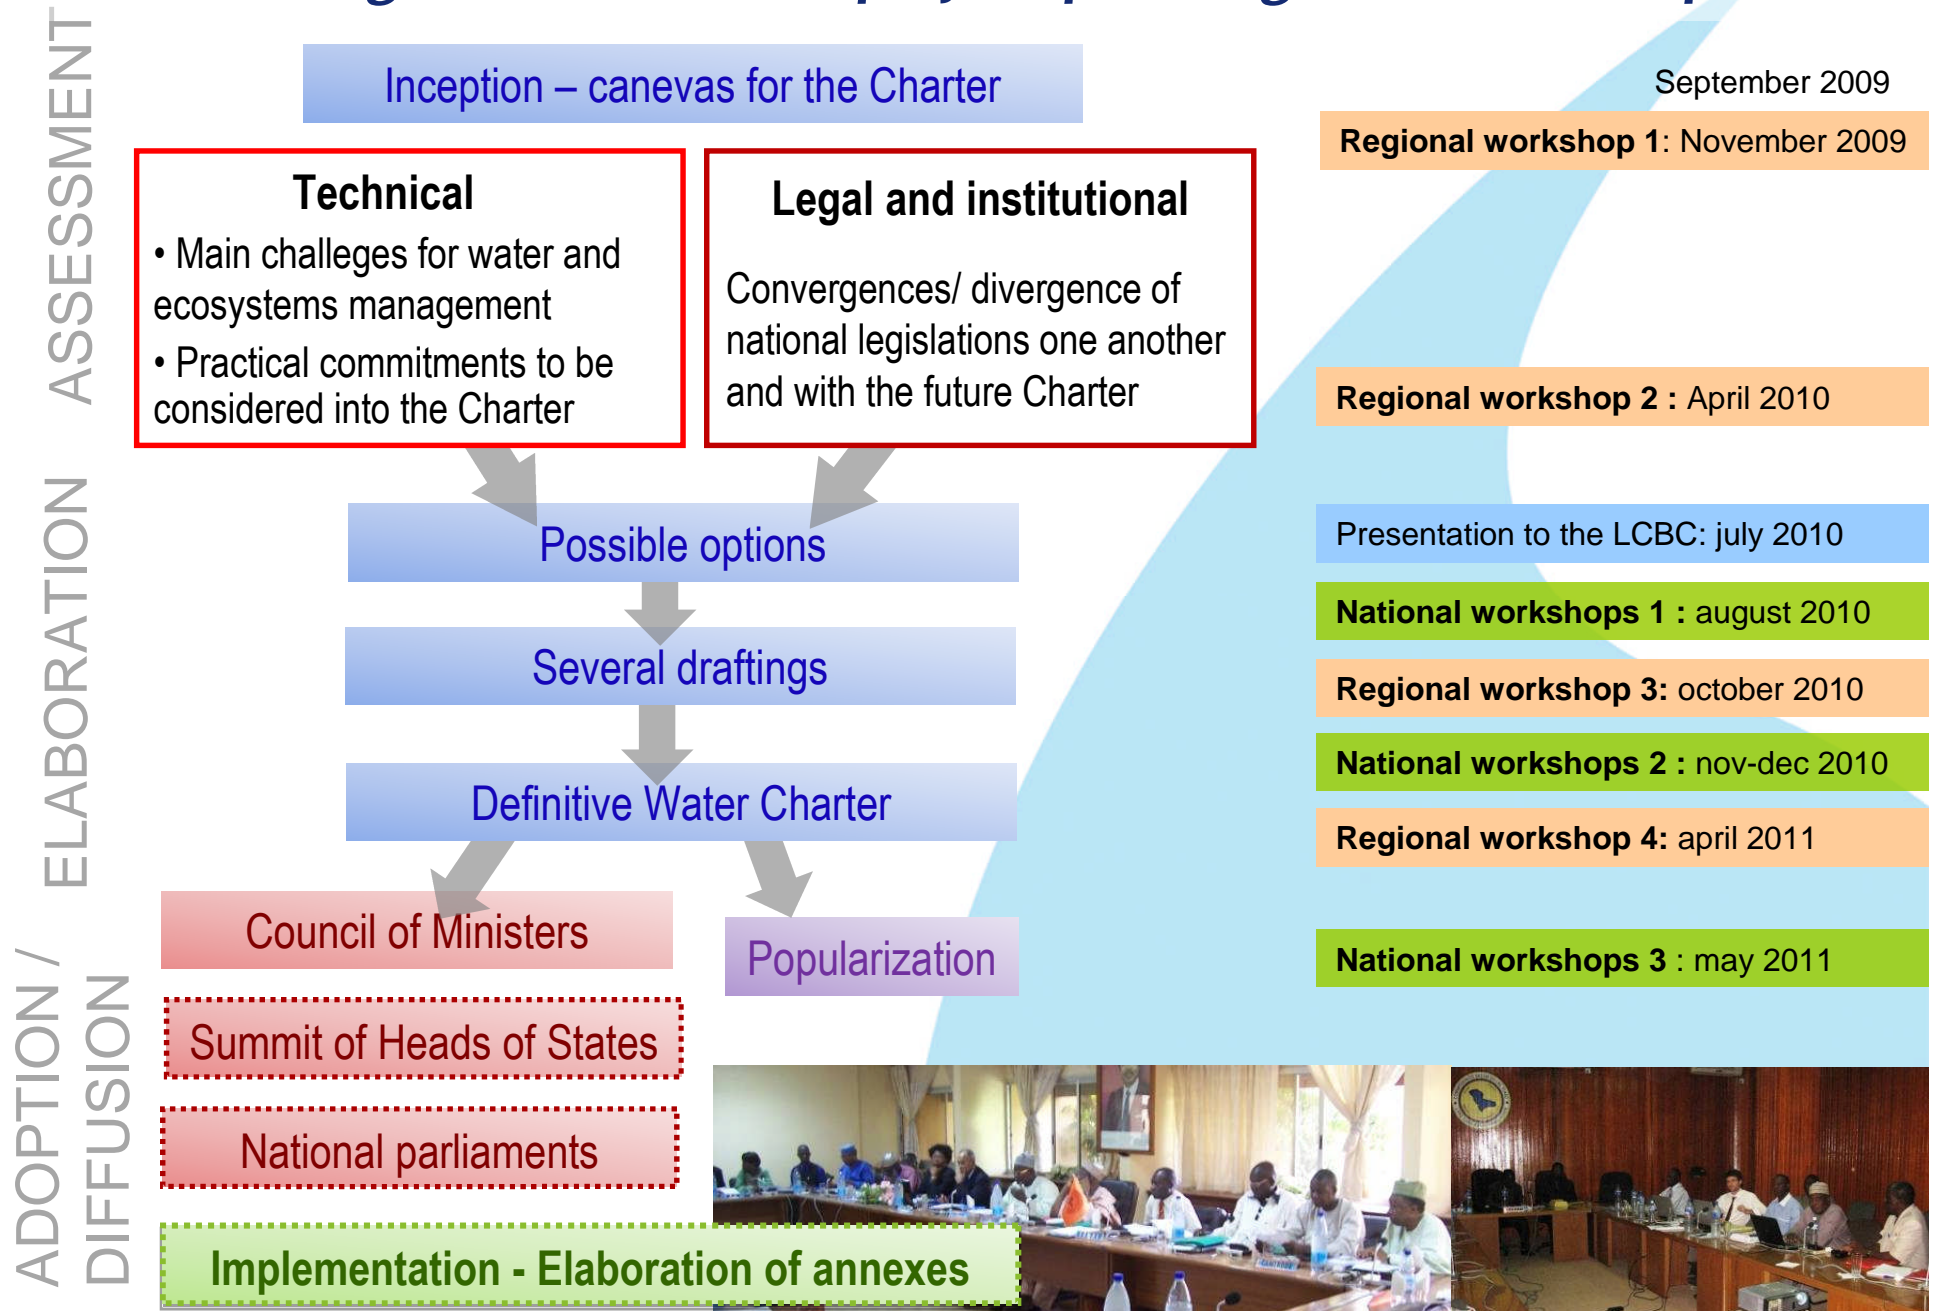 ASSESSMENT
Inception – canevas for the Charter
September 2009
Regional workshop 1: November 2009
Technical
• Main challeges for water and
ecosystems management
• Practical commitments to be
considered into the Charter
Legal and institutional
Convergences/ divergence of
national legislations one another
and with the future Charter
Regional workshop 2 : April 2010
ELABORATION
Possible options
Presentation to the LCBC: july 2010
National workshops 1 : august 2010
Several draftings
Regional workshop 3: october 2010
Definitive Water Charter
National workshops 2 : nov-dec 2010
Regional workshop 4: april 2011
ADOPTION /
DIFFUSION
Council of Ministers
Popularization
National workshops 3 : may 2011
Summit of Heads of States
National parliaments
Implementation - Elaboration of annexes